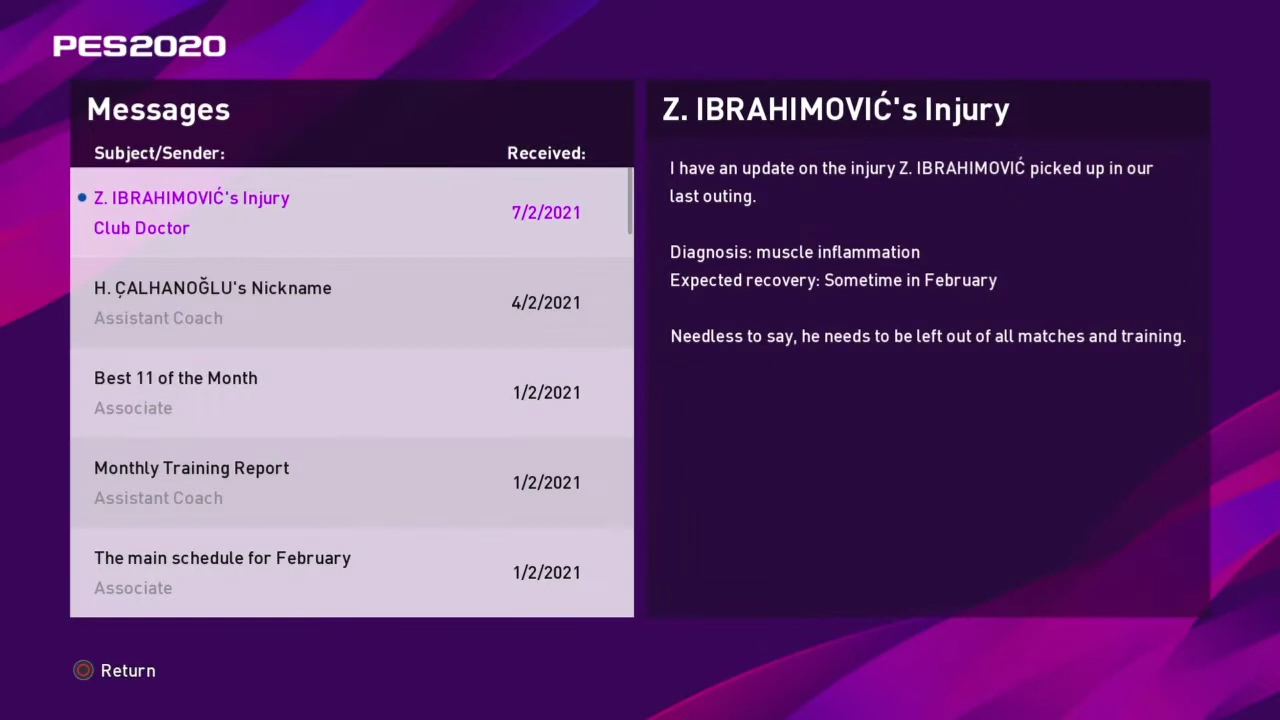 PES2020
Messages
Subject/Sender:
Received:
Z. IBRAHIMOVIĆ's Injury
7/2/2021
Club Doctor
H. ÇALHANOĞLU's Nickname
4/2/2021
Assistant Coach
Best 11 of the Month
1/2/2021
Associate
Monthly Training Report
1/2/2021
Assistant Coach
The main schedule for February
1/2/2021
Associate
Z. IBRAHIMOVIĆ's Injury
I have an update on the injury Z. IBRAHIMOVIĆ picked up in our
last outing.
Diagnosis: muscle inflammation
Expected recovery: Sometime in February
Needless to say, he needs to be left out of all matches and training.
Return